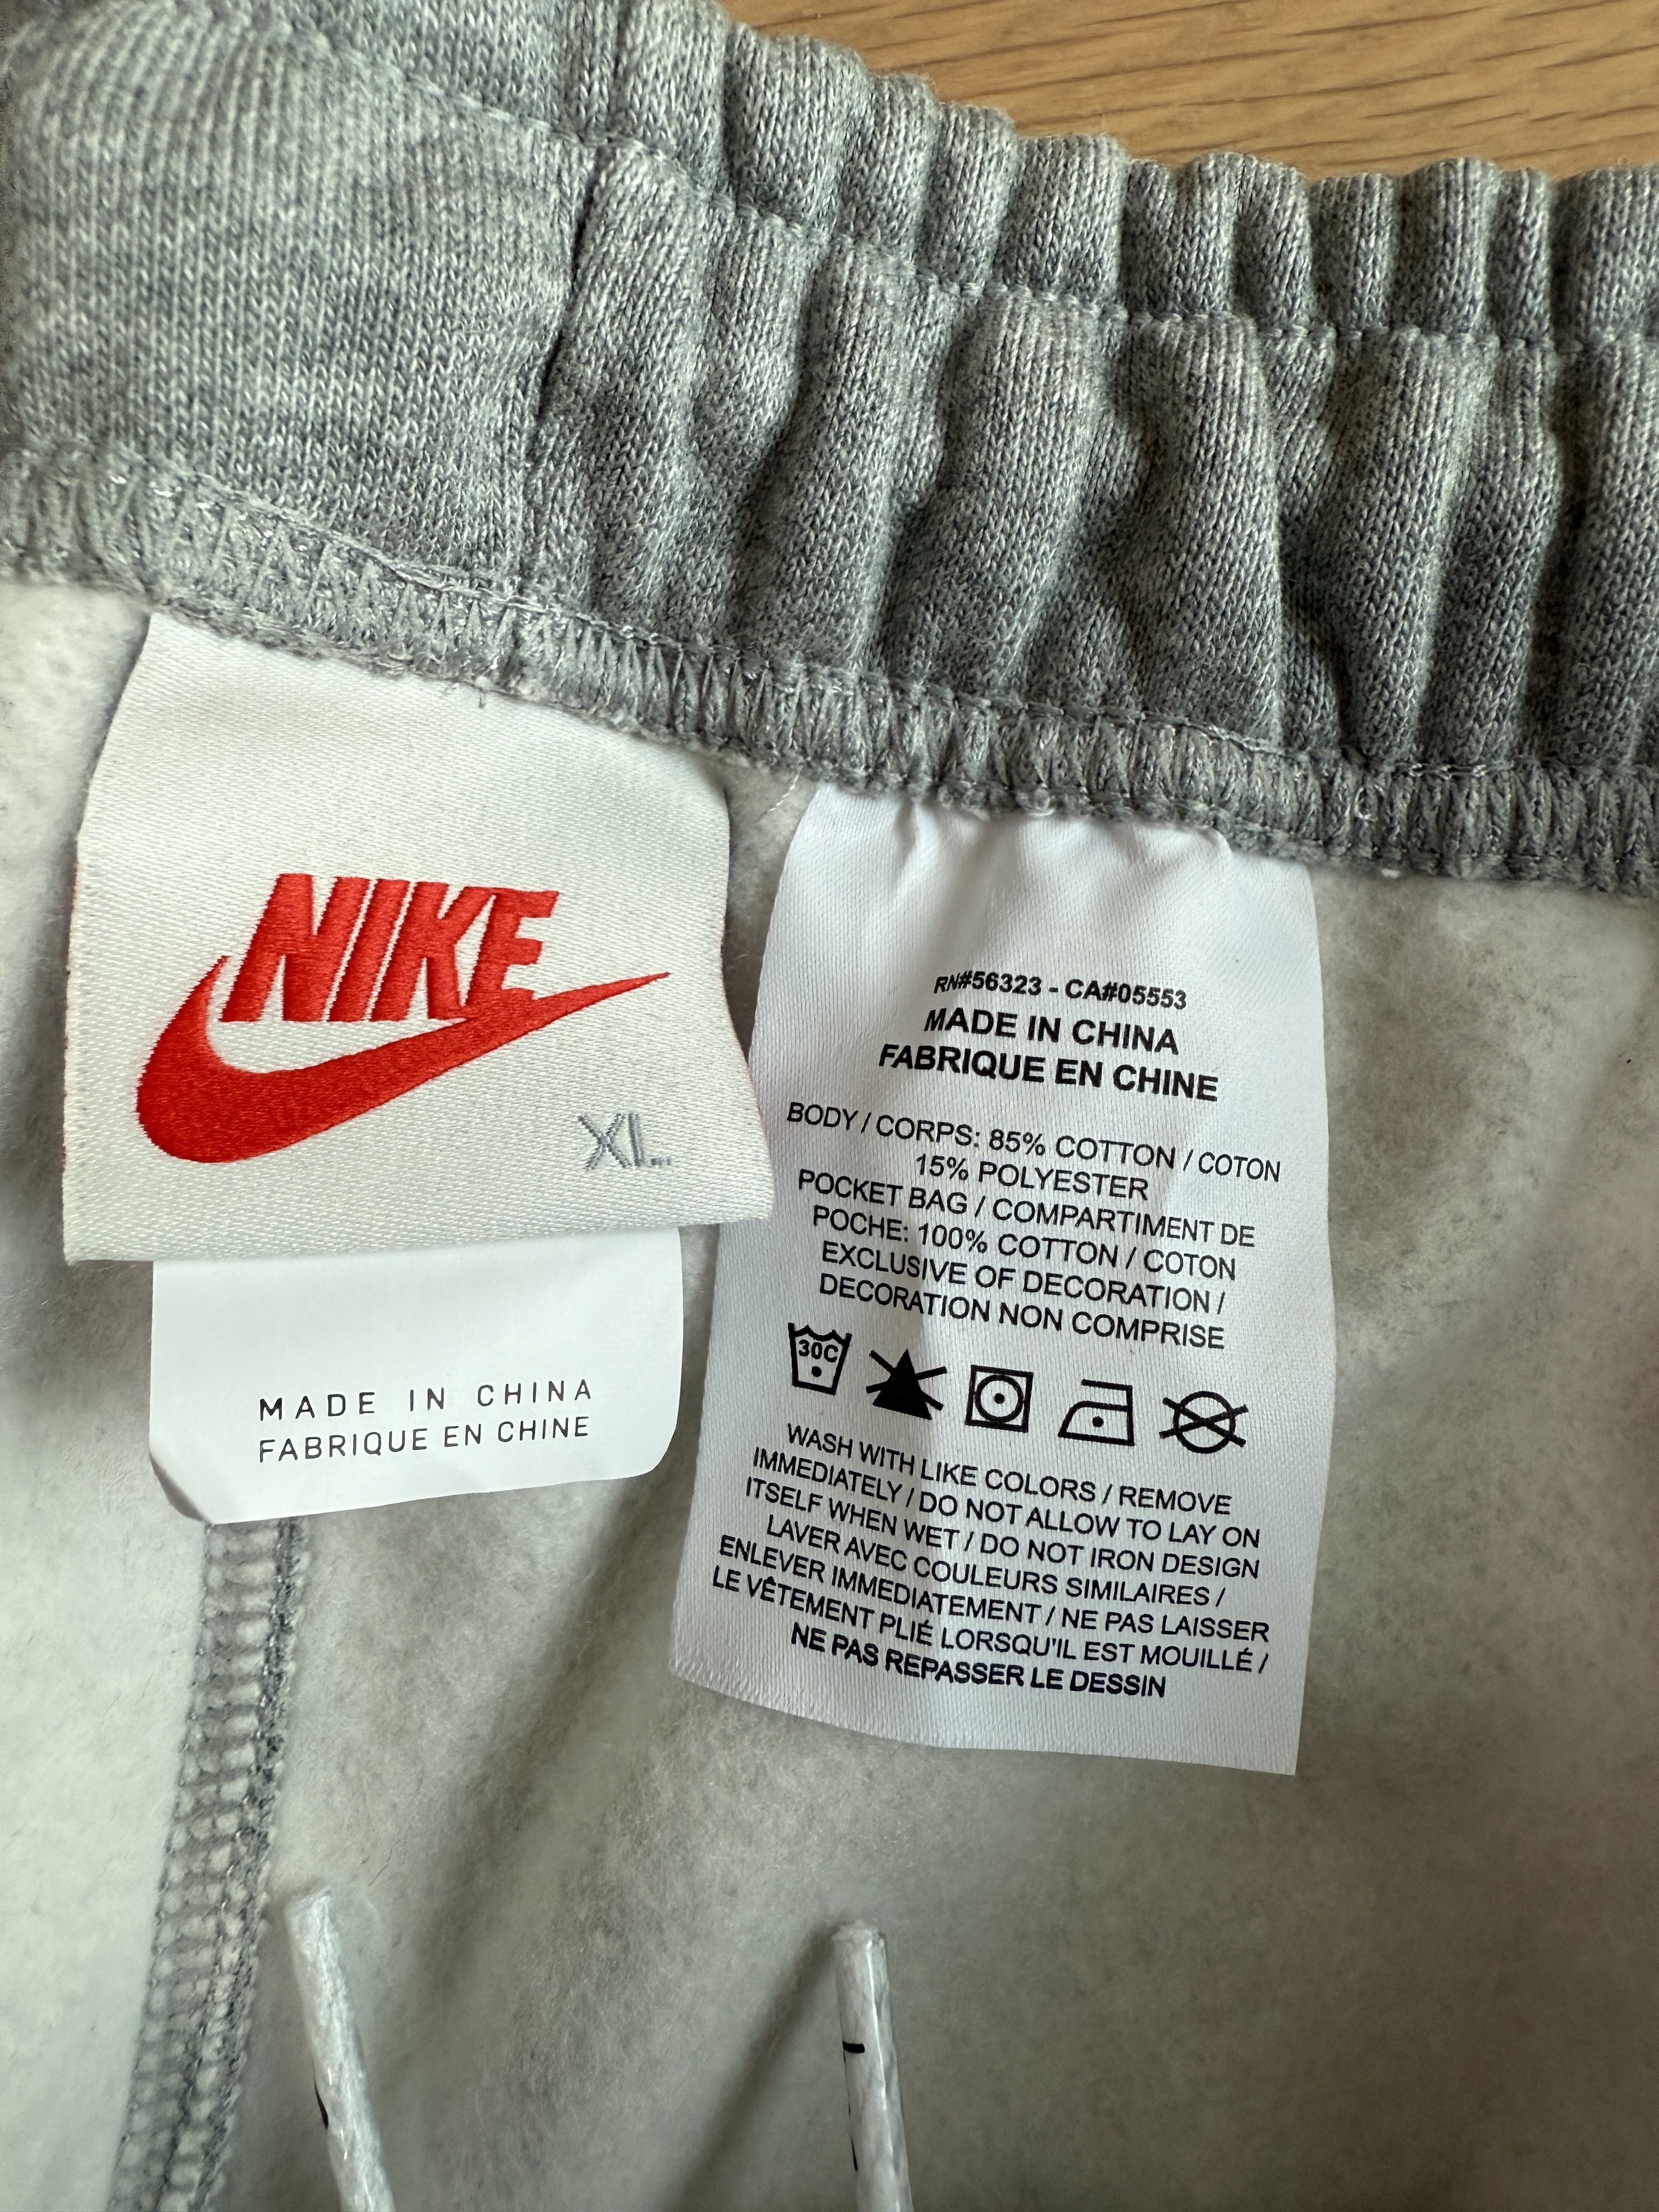 NIKE
XL
MADE IN CHINA
FABRIQUE EN CHINE
RN#56323 - CA#05553
MADE IN CHINA
FABRIQUE EN CHINE
BODY / CORPS: 85% COTTON / COTON
15% POLYESTER
POCKET BAG / COMPARTIMENT DE
POCHE: 100% COTTON / COTON
EXCLUSIVE OF DECORATION /
DECORATION NON COMPRISE
30C
WASH WITH LIKE COLORS / REMOVE
IMMEDIATELY / DO NOT ALLOW TO LAY ON
ITSELF WHEN WET / DO NOT IRON DESIGN
LAVER AVEC COULEURS SIMILAIRES /
ENLEVER IMMEDIATEMENT / NE PAS LAISSER
LE VÊTEMENT PLIÉ LORSQU'IL EST MOUILLÉ /
NE PAS REPASSER LE DESSIN